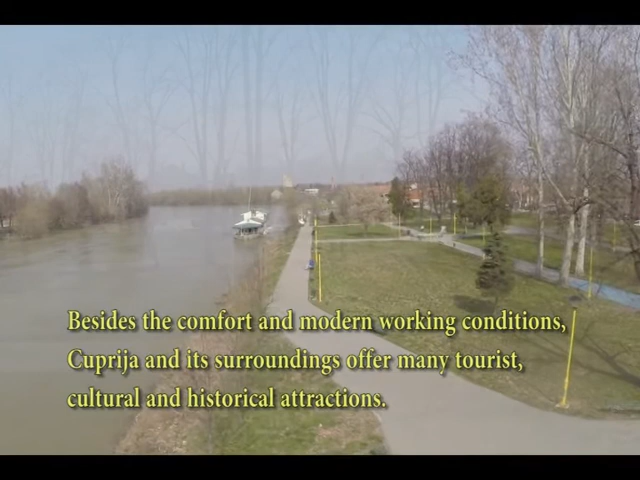 Besides the comfort and modern working conditions,
Cuprija and its surroundings offer many tourist,
cultural and historical attractions.